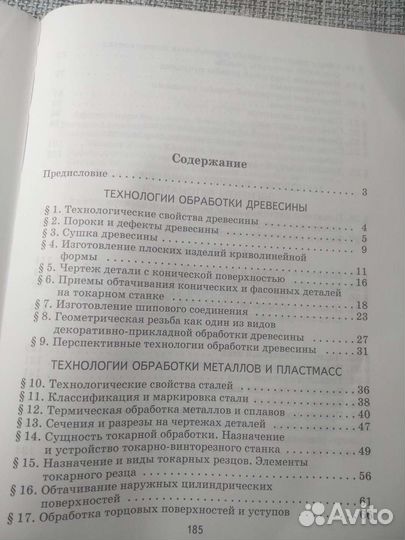 Содержание
Предисловие 3
ТЕХНОЛОГИИ ОБРАБОТКИ ДРЕВЕСИНЫ
§ 1. Технологические свойства древесины 4
§ 2. Пороки и дефекты древесины 5
§ 3. Сушка древесины 9
§ 4. Изготовление плоских изделий криволинейной
формы 11
§ 5. Чертеж детали с конической поверхностью 16
§ 6. Приемы обтачивания конических и фасонных деталей
на токарном станке 18
§ 7. Изготовление шипового соединения 23
§ 8. Геометрическая резьба как один из видов
декоративно-прикладной обработки древесины 27
§ 9. Перспективные технологии обработки древесины 31
ТЕХНОЛОГИИ ОБРАБОТКИ МЕТАЛЛОВ И ПЛАСТМАСС
§ 10. Технологические свойства сталей 36
§ 11. Классификация и маркировка стали 38
§ 12. Термическая обработка металлов и сплавов 40
§ 13. Сечения и разрезы на чертежах деталей 47
§ 14. Сущность токарной обработки. Назначение
и устройство токарно-винторезного станка 49
§ 15. Назначение и виды токарных резцов. Элементы
токарного резца 56
§ 16. Обтачивание наружных цилиндрических
поверхностей 61
§ 17. Обработка торцовых поверхностей и уступов
185
Avito